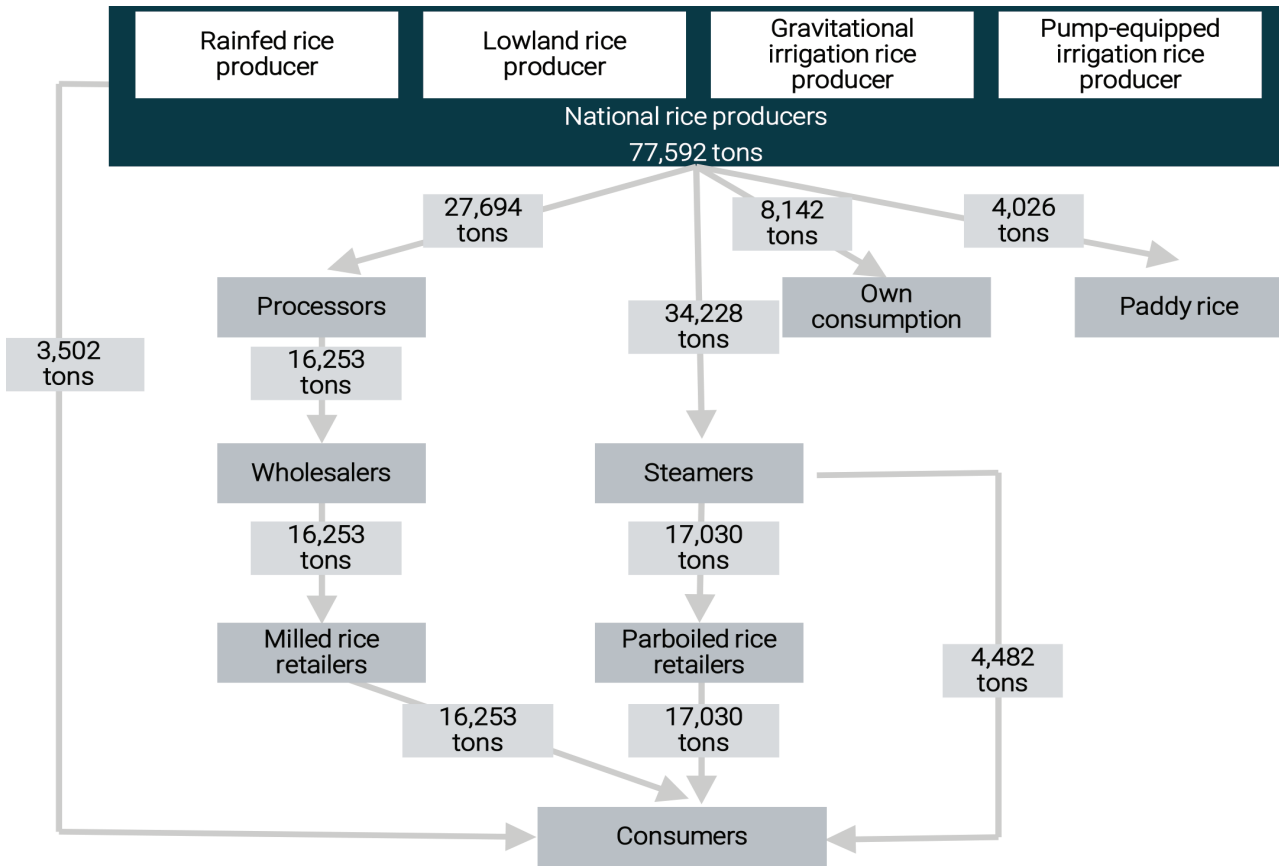 Rainfed rice
producer
Lowland rice
producer
Gravitational
irrigation rice
producer
Pump-equipped
irrigation rice
producer
National rice producers
77,592 tons
27,694
tons
8,142
tons
4,026
tons
Processors
34,228
tons
Own
consumption
Paddy rice
3,502
tons
16,253
tons
Wholesalers
Steamers
16,253
tons
17,030
tons
Milled rice
retailers
Parboiled rice
retailers
4,482
tons
16,253
tons
17,030
tons
Consumers